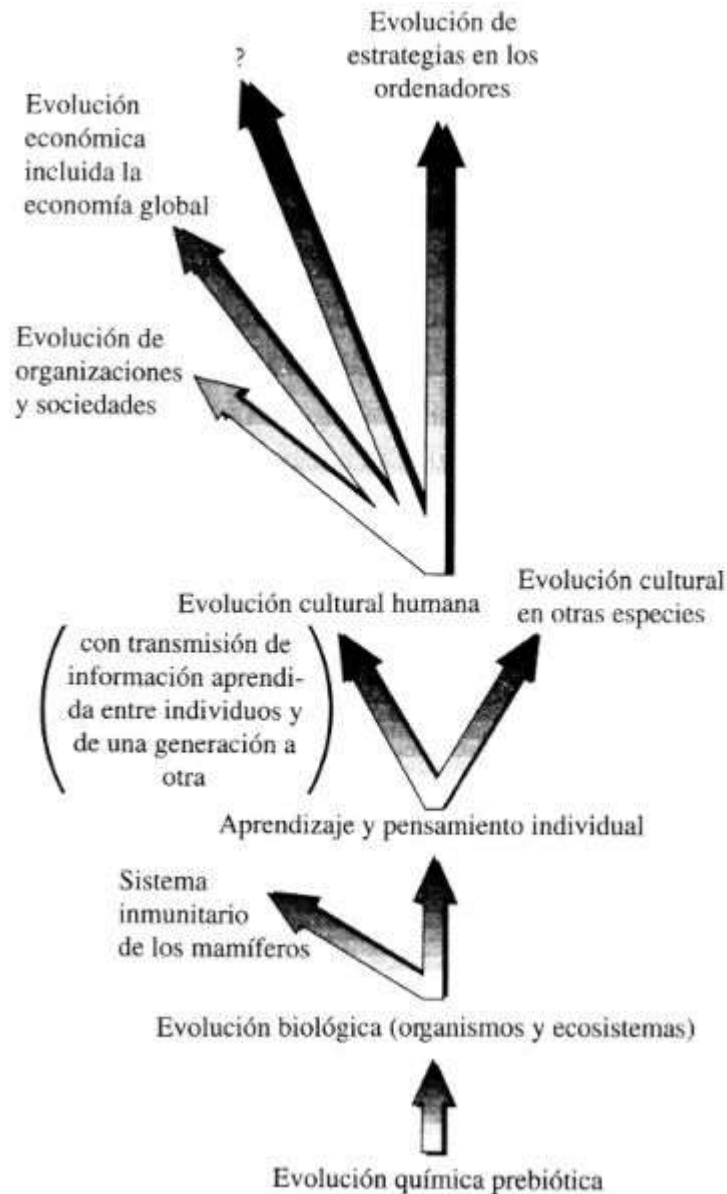 Evolución de
estrategias en los
ordenadores
?
Evolución
económica
incluida la
economía global
Evolución de
organizaciones
y sociedades
Evolución cultural humana
Evolución cultural
en otras especies
con transmisión de
información aprendi-
da entre individuos y
de una generación a
otra
Aprendizaje y pensamiento individual
Sistema
inmunitario
de los mamíferos
Evolución biológica (organismos y ecosistemas)
Evolución química prebiótica